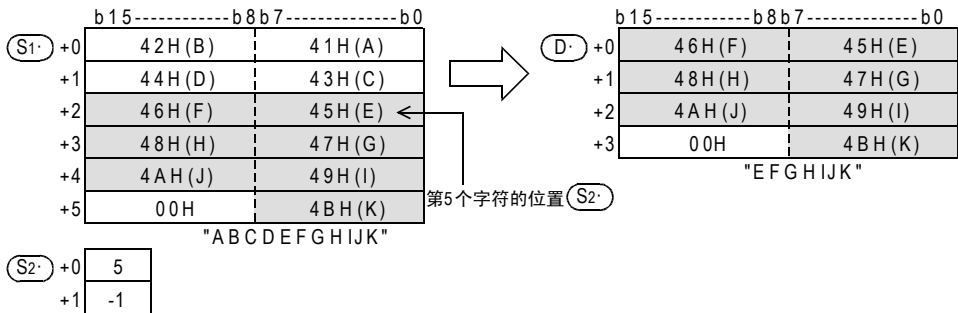 b15------------b8b7--------------b0 b15------------b8b7--------------b0
S1· +0 42H(B) 41H(A) D· +0 46H(F) 45H(E)
+1 44H(D) 43H(C) +1 48H(H) 47H(G)
+2 46H(F) 45H(E) +2 4AH(J) 49H(I)
+3 48H(H) 47H(G) +3 00H 4BH(K)
+4 4AH(J) 49H(I) "EFGHIJK"
第5个字符的位置 S2·
+5 00H 4BH(K)
"ABCDEFGHIJK"
S2· +0 5
+1 -1